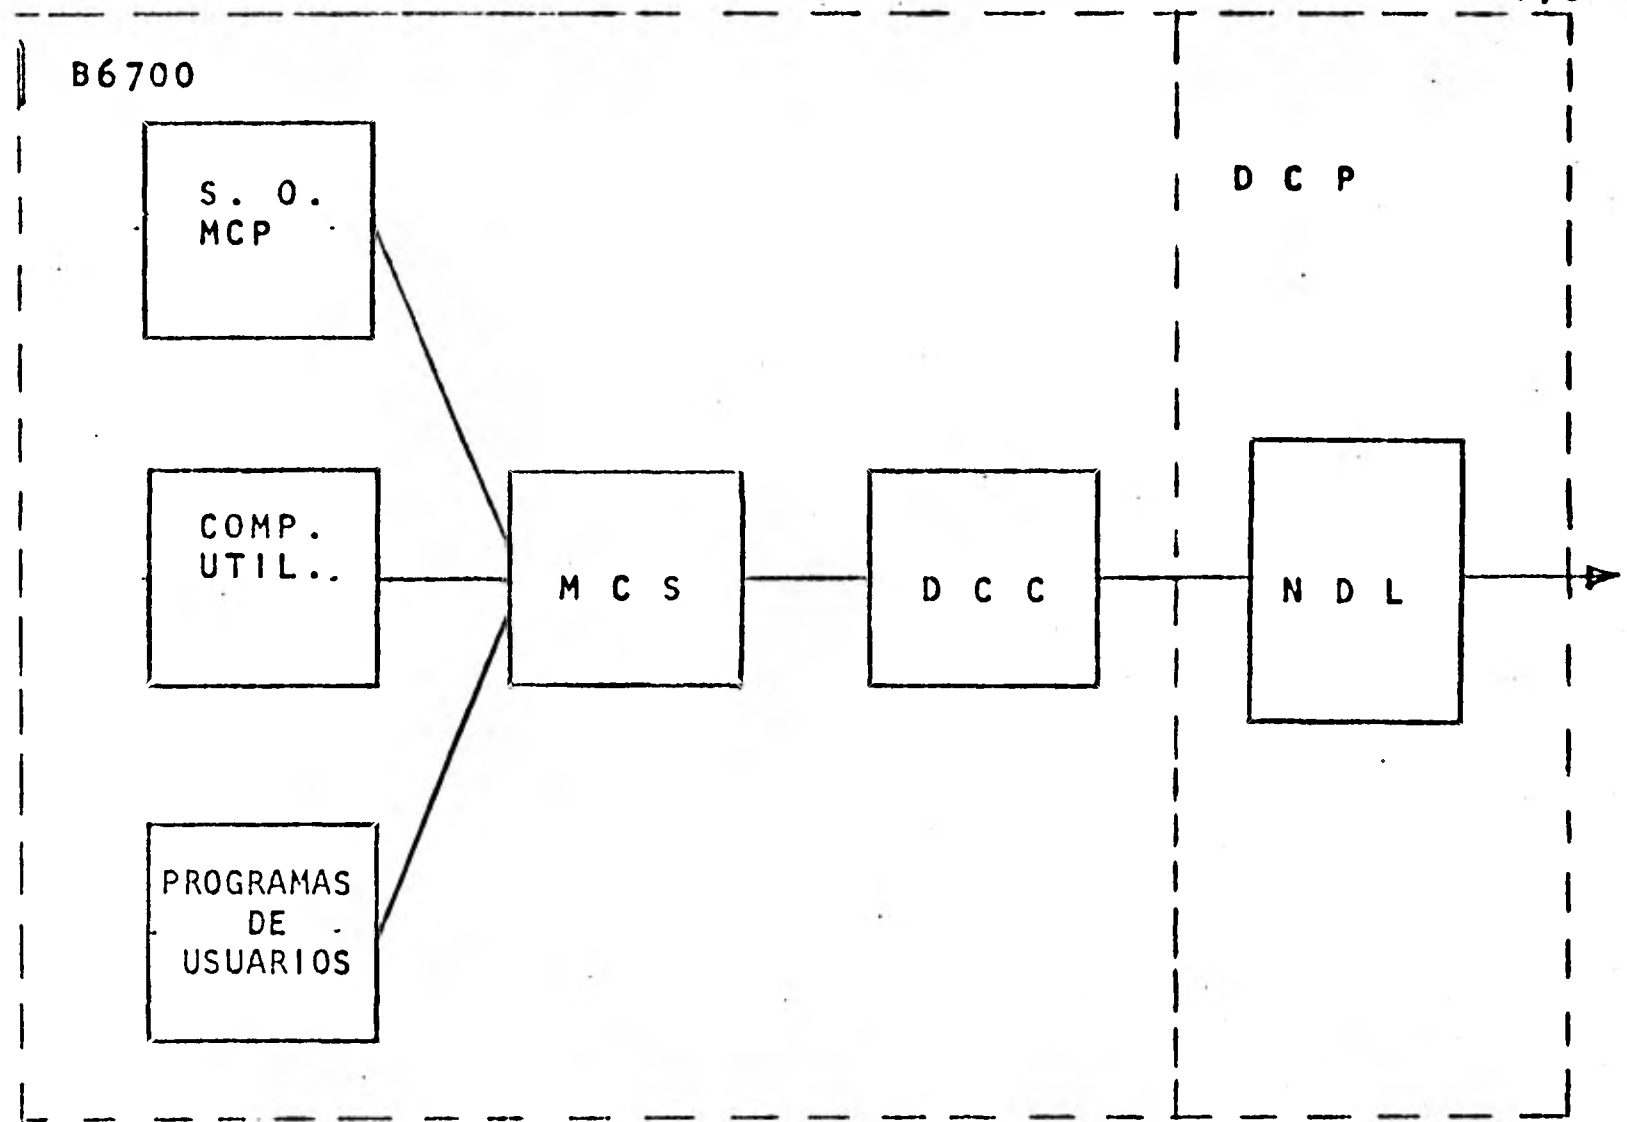 B6700
S. O.
MCP
D C P
COMP.
UTIL..
M C S
D C C
N D L
PROGRAMAS
DE
USUARIOS